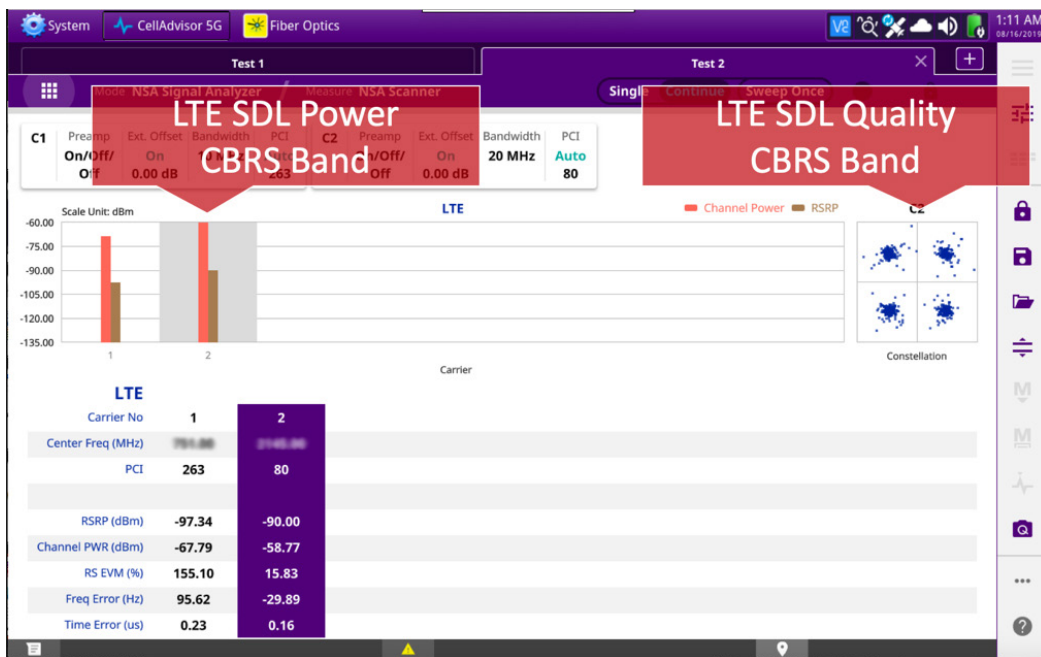 System CellAdvisor 5G Fiber Optics V2 1:11 AM
08/16/2019
Test 1 Test 2 × +
Mode NSA Signal Analyzer / Measure NSA Scanner Single Continue Sweep Once
LTE SDL Power
CBRS Band
LTE SDL Quality
CBRS Band
C1 Preamp Ext. Offset Bandwidth PCI C2 Preamp Ext. Offset Bandwidth PCI
On/Off/ On 10 MHz Auto On/Off/ On 20 MHz Auto
Off 0.00 dB 263 Off 0.00 dB 80
Scale Unit: dBm LTE Channel Power RSRP C2
-60.00
-75.00
-90.00
-105.00
-120.00
-135.00
1 2
Carrier
Constellation
LTE
Carrier No 1 2
Center Freq (MHz)
PCI 263 80
RSRP (dBm) -97.34 -90.00
Channel PWR (dBm) -67.79 -58.77
RS EVM (%) 155.10 15.83
Freq Error (Hz) 95.62 -29.89
Time Error (us) 0.23 0.16
M
M
Q
?